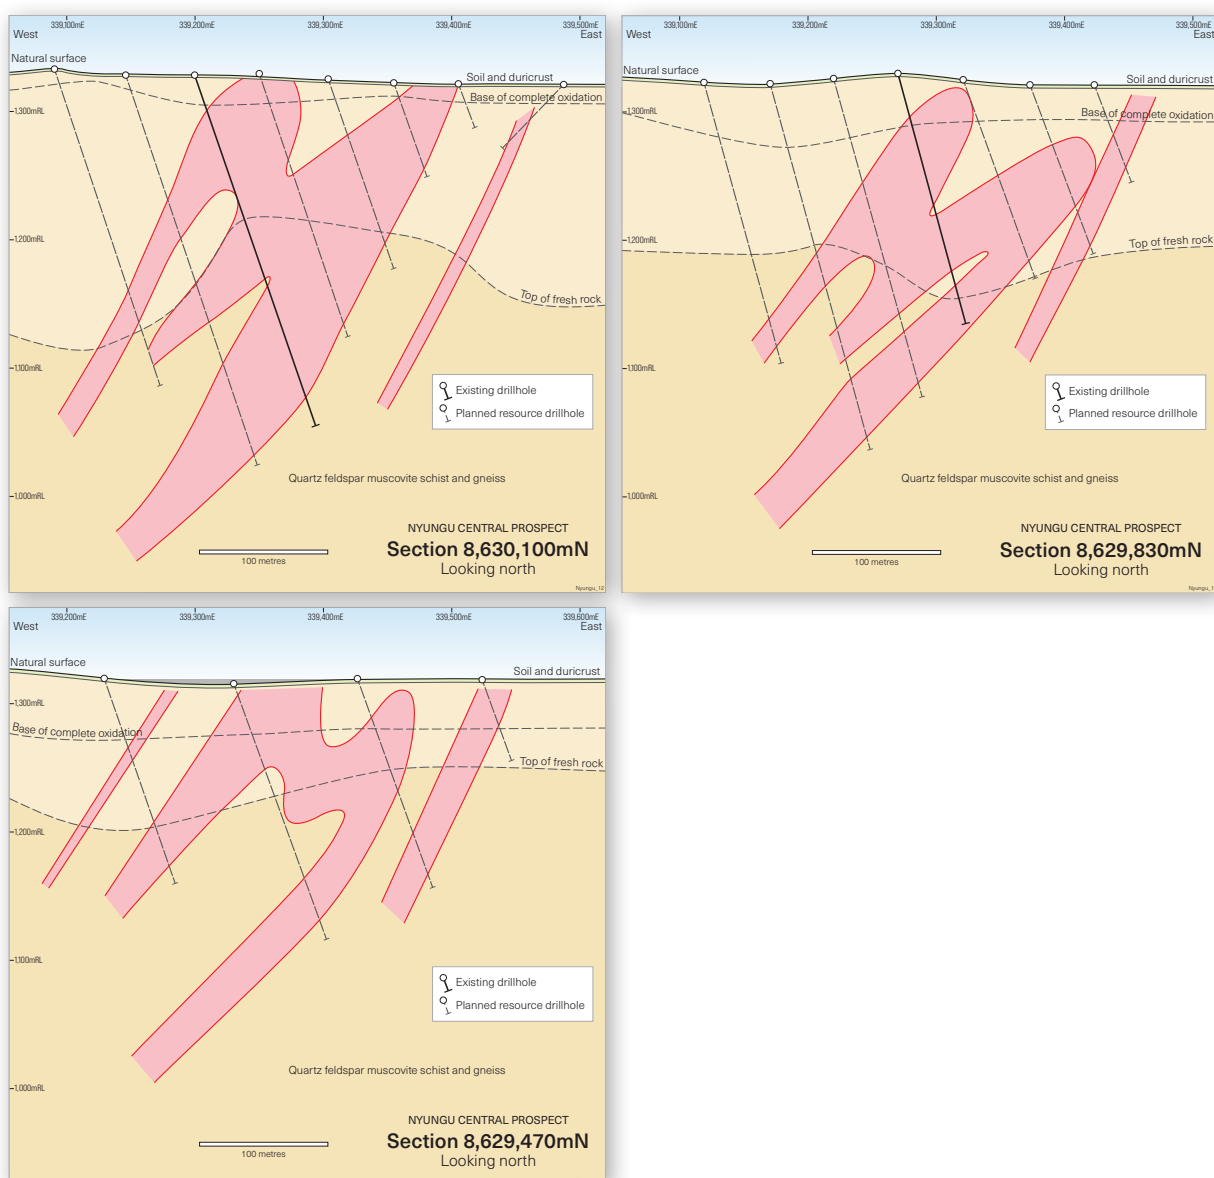 339,100mE 339,200mE 339,300mE 339,400mE 339,500mE
West East
Natural surface
Soil and duricrust
Base of complete oxidation
1,300mRL
1,200mRL
Top of fresh rock
1,100mRL
Existing drillhole
Planned resource drillhole
Quartz feldspar muscovite schist and gneiss
1,000mRL
NYUNGU CENTRAL PROSPECT
Section 8,630,100mN
100 metres
Looking north
Nyungu_12
339,100mE 339,200mE 339,300mE 339,400mE 339,500mE
West East
Natural surface
Soil and duricrust
1,300mRL
Base of complete oxidation
1,200mRL
Top of fresh rock
1,100mRL
Existing drillhole
Planned resource drillhole
Quartz feldspar muscovite schist and gneiss
1,000mRL
NYUNGU CENTRAL PROSPECT
Section 8,629,830mN
100 metres
Looking north
Nyungu_1
339,200mE 339,300mE 339,400mE 339,500mE 339,600mE
West East
Natural surface
Soil and duricrust
1,300mRL
Base of complete oxidation
Top of fresh rock
1,200mRL
1,100mRL
Existing drillhole
Planned resource drillhole
Quartz feldspar muscovite schist and gneiss
1,000mRL
NYUNGU CENTRAL PROSPECT
Section 8,629,470mN
100 metres
Looking north